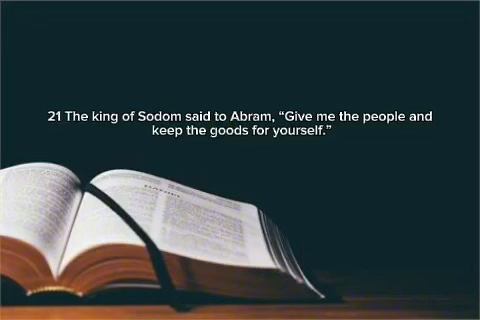 21 The king of Sodom said to Abram, “Give me the people and
keep the goods for yourself.”